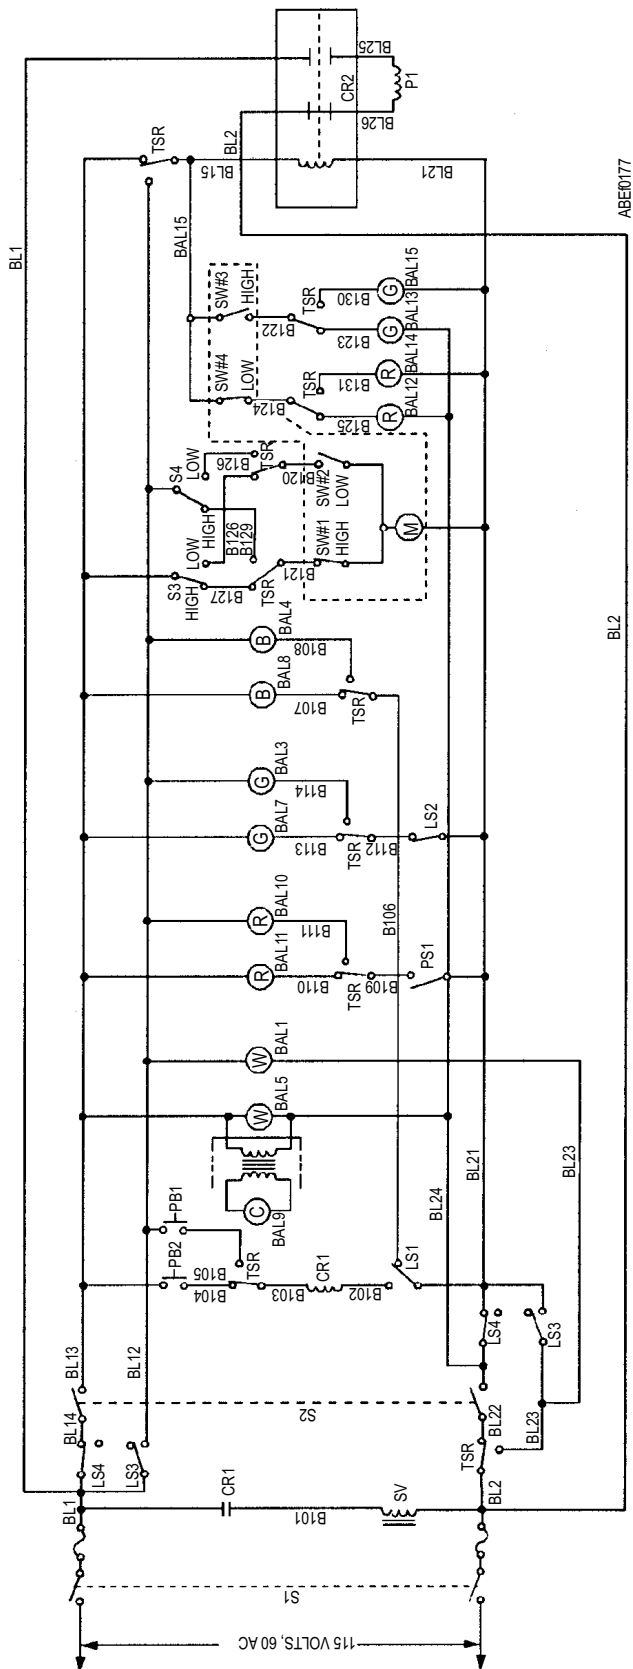 115 VOLTS, 60 AC
S1
BL1
LS4
BL14
BL13
LS3
BL12
CR1
B101
SV
S2
BL2
TSR
BL22
BL23
LS4
LS3
PB2
PB1
B104
B105
TSR
B103
CR1
B102
LS1
BAL9
C
W
BAL5
W
BAL1
BL24
BL21
BL23
R
BAL11
R
BAL10
B110
B111
TSR
B109
PS1
B106
G
BAL7
G
BAL3
B113
B114
TSR
B112
LS2
B
BAL8
B
BAL4
B107
B108
TSR
S3
HIGH
LOW
B127
TSR
B121
SW#1
HIGH
S4
HIGH
LOW
B126
B129
B126
TSR
B120
SW#2
LOW
M
BAL15
SW#4
LOW
SW#3
HIGH
B124
TSR
B125
B131
R
BAL12
R
BAL14
B122
TSR
B123
B130
G
BAL13
G
BAL15
BL1
TSR
BL15
BL2
BL21
CR2
BL25
BL26
P1
BL2
ABEf0177